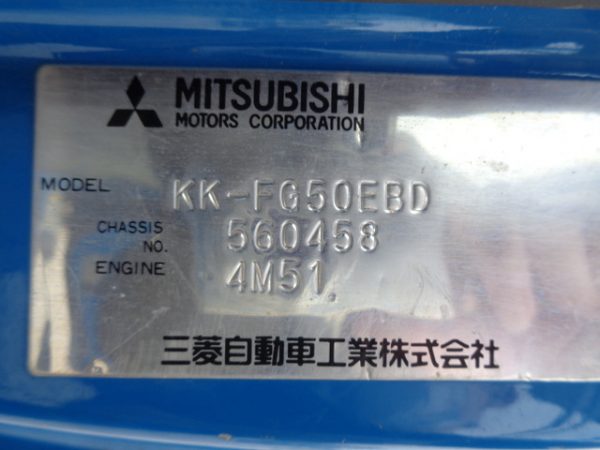 MITSUBISHI
MOTORS CORPORATION
MODEL KK-FG50EBD
CHASSIS NO. 560458
ENGINE 4M51
三菱自動車工業株式会社